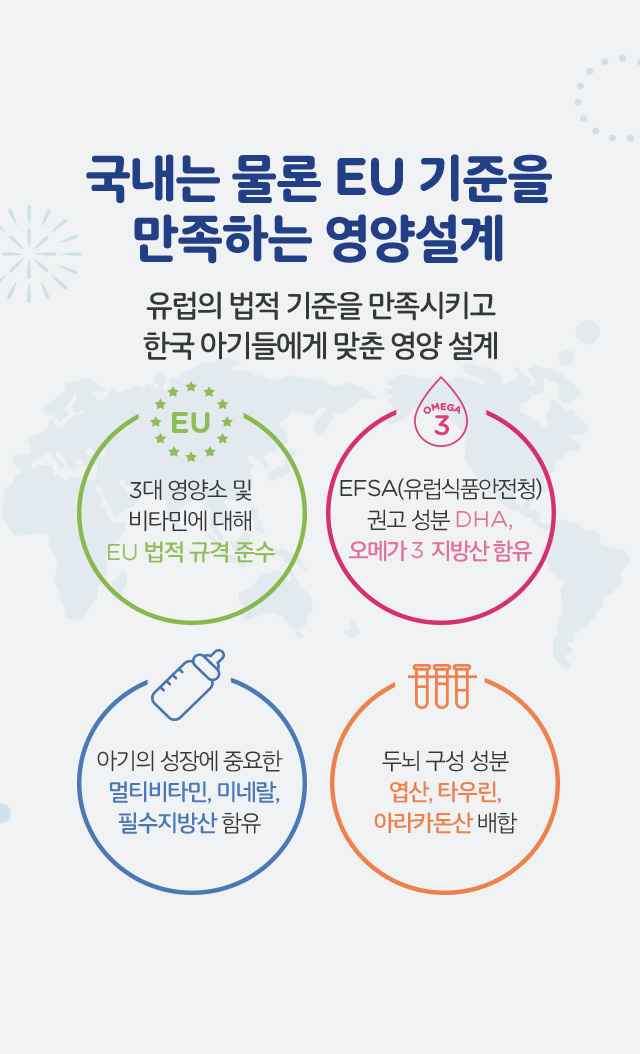 국내는 물론 EU 기준을
만족하는 영양설계
유럽의 법적 기준을 만족시키고
한국 아기들에게 맞춘 영양 설계
EU
3대 영양소 및
비타민에 대해
EU 법적 규격 준수
OMEGA
3
EFSA(유럽식품안전청)
권고 성분 DHA,
오메가 3 지방산 함유
아기의 성장에 중요한
멀티비타민, 미네랄,
필수지방산 함유
두뇌 구성 성분
엽산, 타우린,
아라카돈산 배합